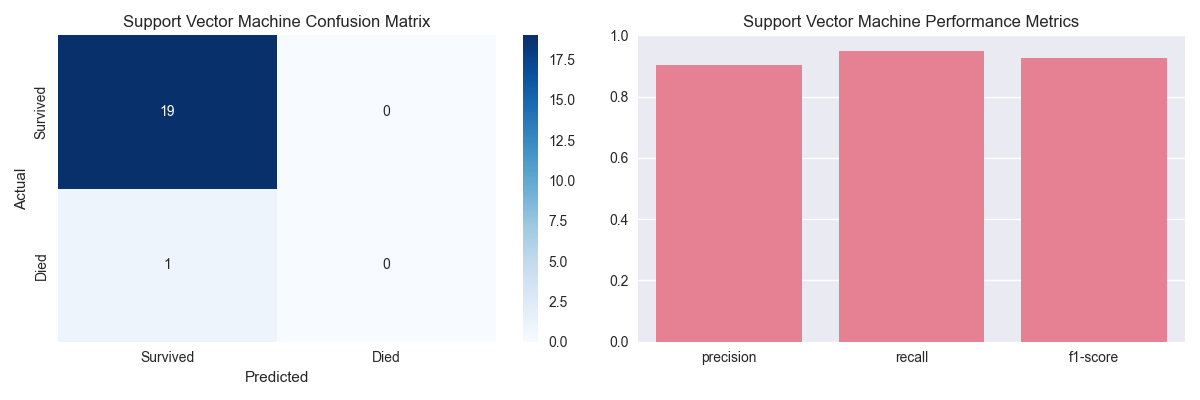 Support Vector Machine Confusion Matrix
Actual
Survived
Died
19
0
1
0
Survived
Died
Predicted
17.5
15.0
12.5
10.0
7.5
5.0
2.5
0.0
Support Vector Machine Performance Metrics
1.0
0.8
0.6
0.4
0.2
0.0
precision
recall
f1-score